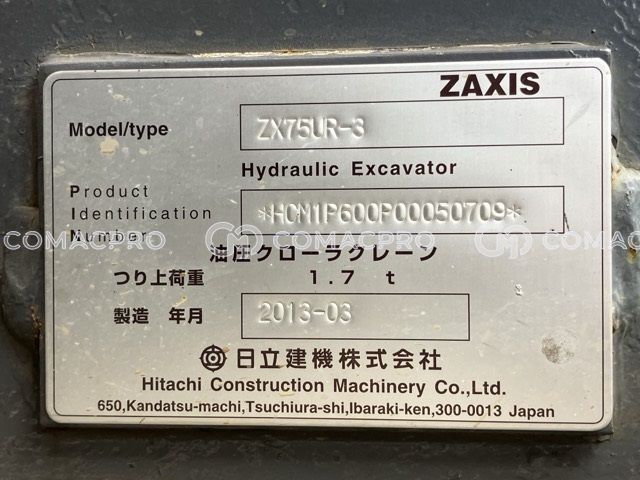 ZAXIS
Model/type ZX75UR-3
Hydraulic Excavator
Product
Identification *HCM1P600P00050709*
Number
油圧クローラクレーン
つり上荷重 1.7 t
製造 年月 2013-03
日立建機株式会社
Hitachi Construction Machinery Co.,Ltd.
650,Kandatsu-machi,Tsuchiura-shi,Ibaraki-ken,300-0013 Japan
COMACPRO COMACPRO COMACPRO COMACPRO